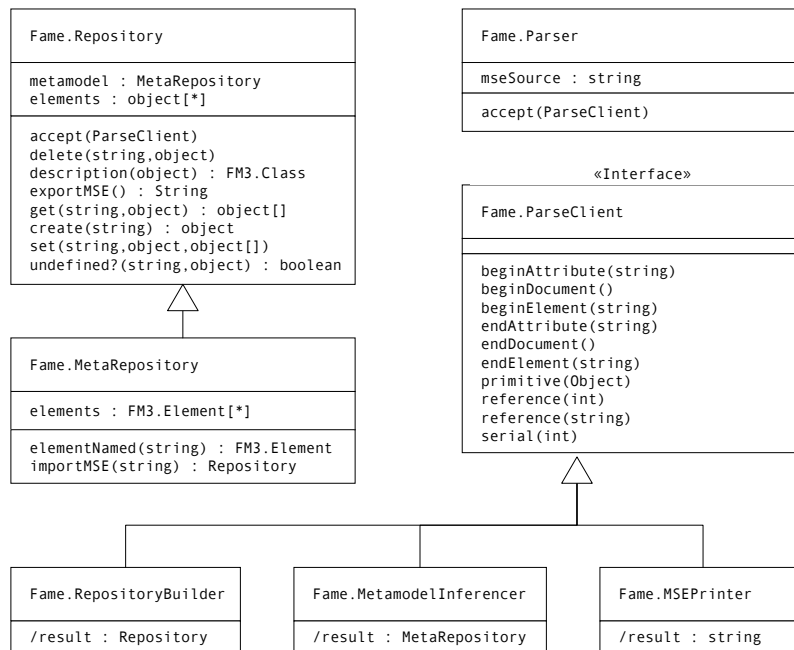 Fame.Repository
metamodel : MetaRepository
elements : object[*]
accept(ParseClient)
delete(string,object)
description(object) : FM3.Class
exportMSE() : String
get(string,object) : object[]
create(string) : object
set(string,object,object[])
undefined?(string,object) : boolean
Fame.Parser
mseSource : string
accept(ParseClient)
«Interface»
Fame.ParseClient
beginAttribute(string)
beginDocument()
beginElement(string)
endAttribute(string)
endDocument()
endElement(string)
primitive(Object)
reference(int)
reference(string)
serial(int)
Fame.MetaRepository
elements : FM3.Element[*]
elementNamed(string) : FM3.Element
importMSE(string) : Repository
Fame.RepositoryBuilder
/result : Repository
Fame.MetamodelInferencer
/result : MetaRepository
Fame.MSEPrinter
/result : string